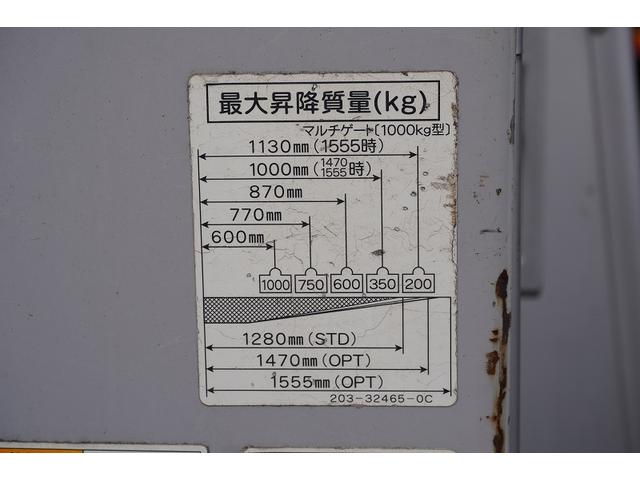 最大昇降質量(kg)
マルチゲート〔1000kg型〕
1130mm(1555時)
1000mm(1470 1555時)
870mm
770mm
600mm
1000 750 600 350 200
1280mm(STD)
1470mm(OPT)
1555mm(OPT)
203-32465-0C